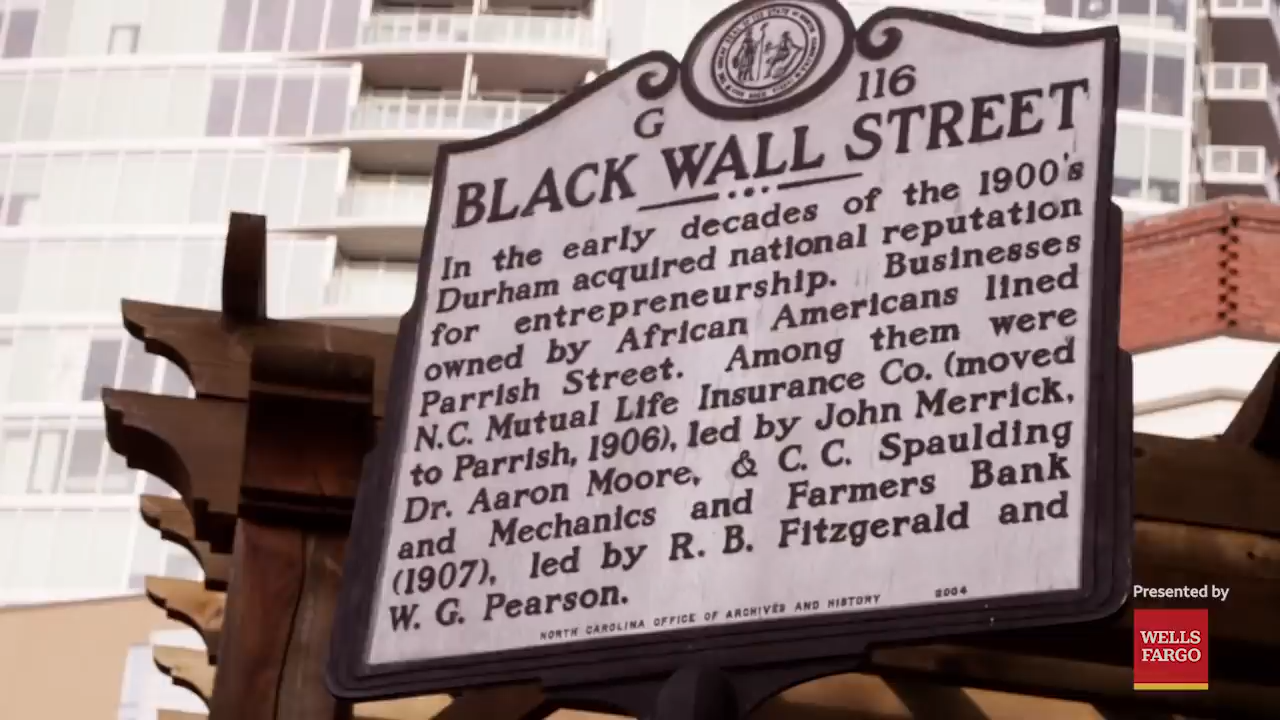 G 116
BLACK WALL STREET
In the early decades of the 1900's
Durham acquired national reputation
for entrepreneurship. Businesses
owned by African Americans lined
Parrish Street. Among them were
N.C. Mutual Life Insurance Co. (moved
to Parrish, 1906), led by John Merrick,
Dr. Aaron Moore, & C. C. Spaulding
and Mechanics and Farmers Bank
(1907), led by R. B. Fitzgerald and
W. G. Pearson.
NORTH CAROLINA OFFICE OF ARCHIVES AND HISTORY 2004
Presented by
WELLS
FARGO